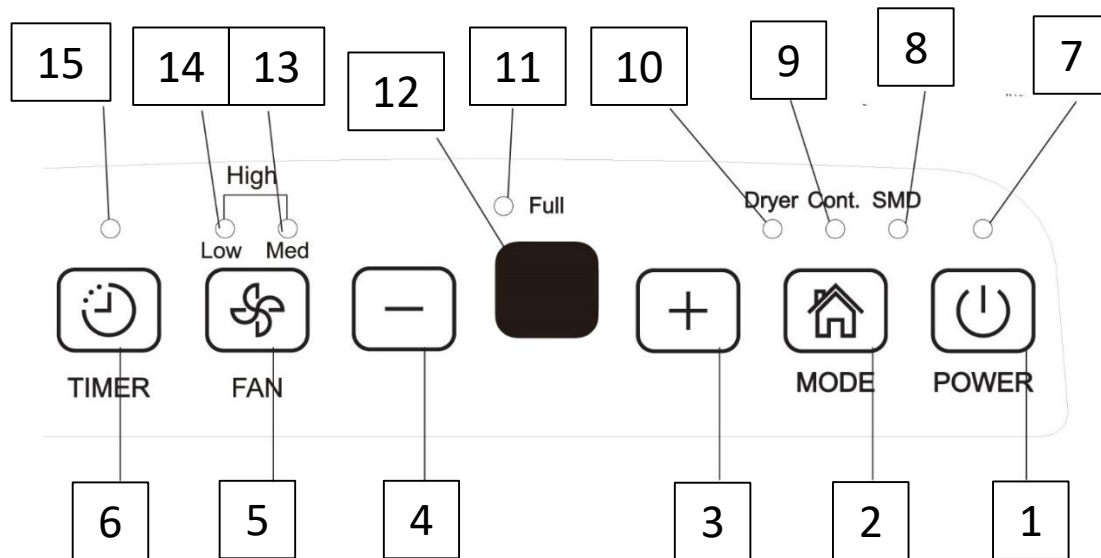 15 14 13 12 11 10 9 8 7
High
Full
Dryer Cont. SMD
Low Med
TIMER FAN MODE POWER
6 5 4 3 2 1